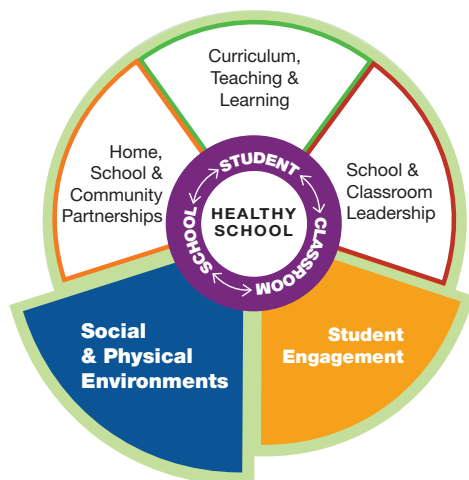 Curriculum,
Teaching &
Learning
Home,
School &
Community
Partnerships
School &
Classroom
Leadership
STUDENT
CLASSROOM
SCHOOL
HEALTHY
SCHOOL
Social
& Physical
Environments
Student
Engagement